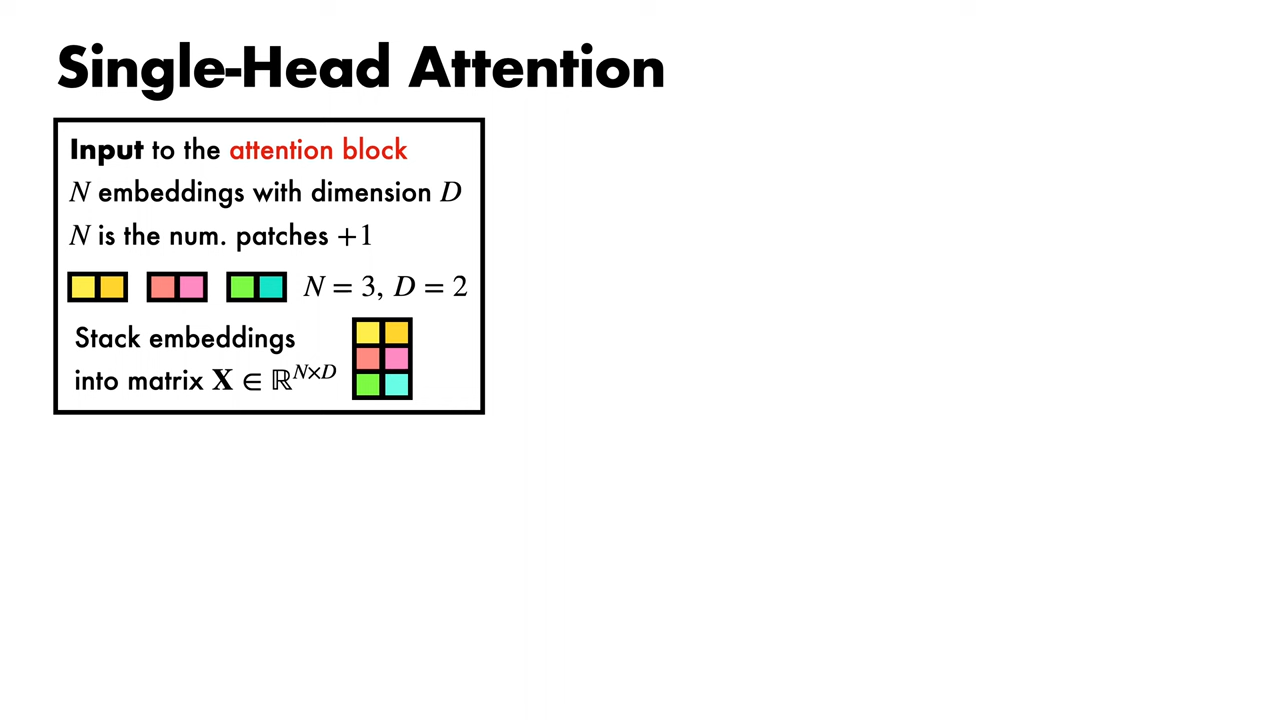 Single-Head Attention
Input to the attention block
N embeddings with dimension D
N is the num. patches +1
N = 3, D = 2
Stack embeddings
into matrix X ∈ ℝ^{N×D}